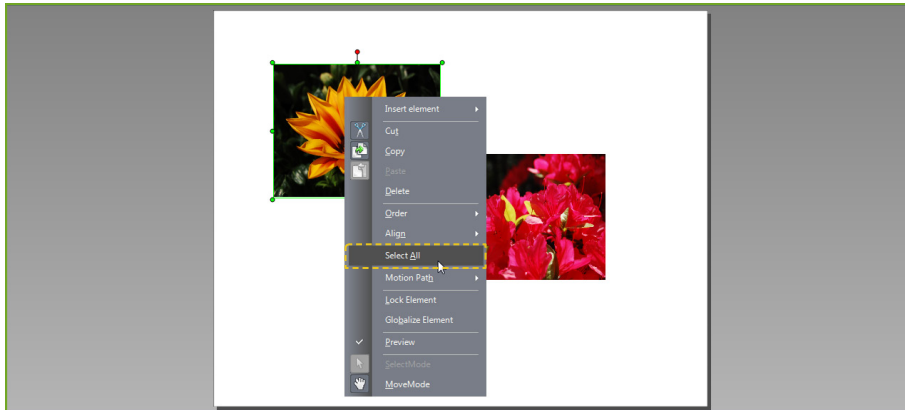 Insert element
Cut
Copy
Paste
Delete
Order
Align
Select All
Motion Path
Lock Element
Globalize Element
Preview
SelectMode
MoveMode